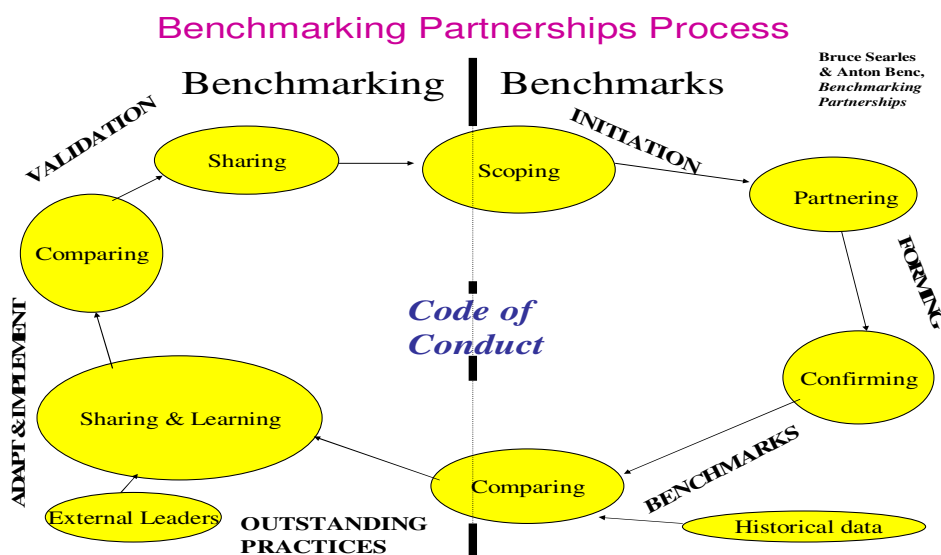 Benchmarking Partnerships Process
Bruce Searles
& Anton Benc,
Benchmarking
Partnerships
Benchmarking
Benchmarks
VALIDATION
INITIATION
Sharing
Scoping
Partnering
Comparing
FORMING
Code of
Conduct
ADAPT & IMPLEMENT
Confirming
Sharing & Learning
BENCHMARKS
Comparing
External Leaders
OUTSTANDING
PRACTICES
Historical data